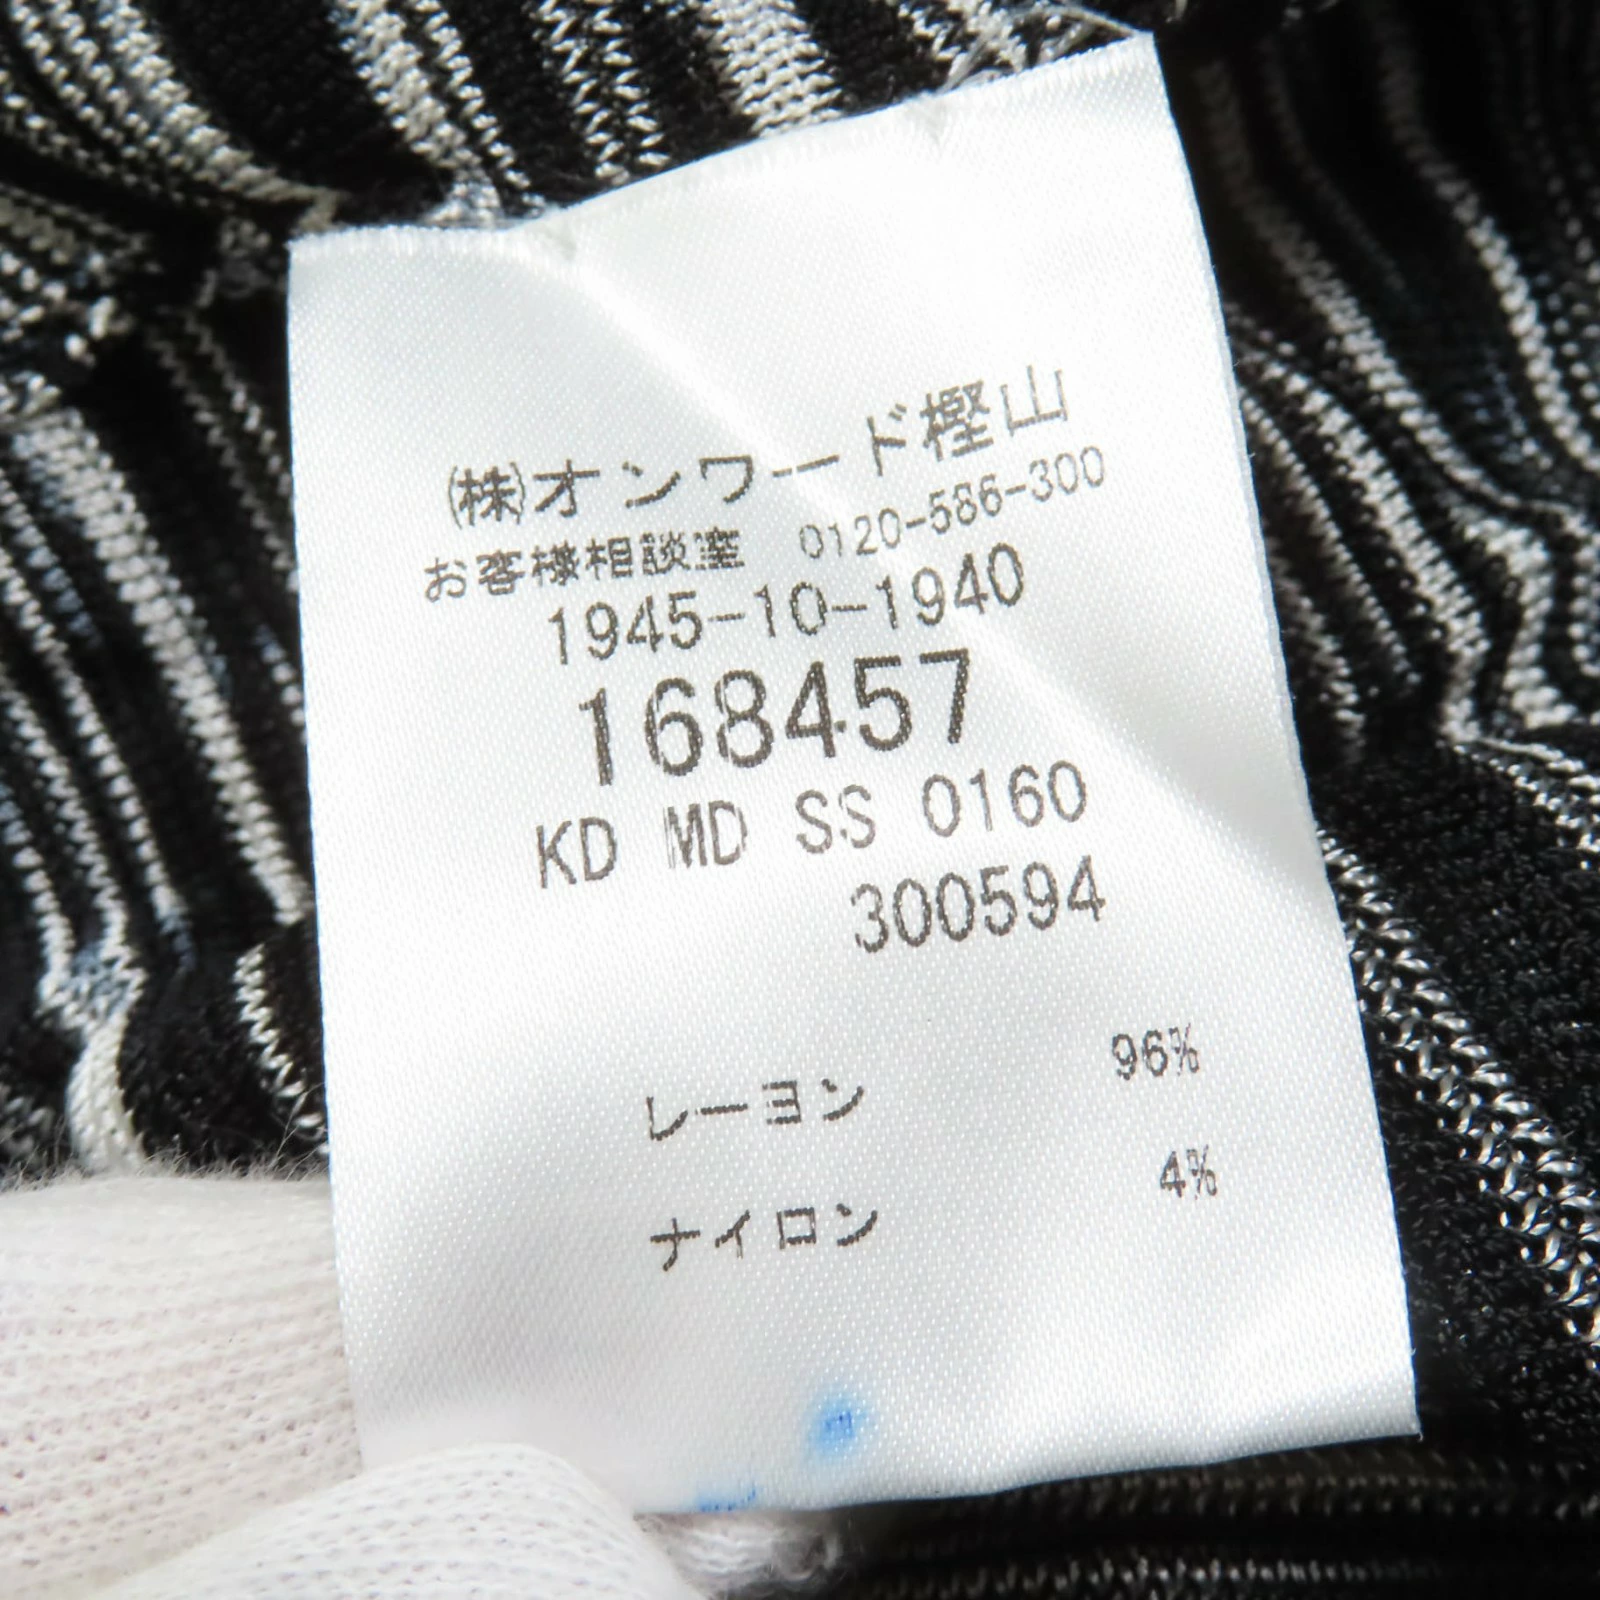 ㈱オンワード樫山
お客様相談室 0120-586-300
1945-10-1940
168457
KD MD SS 0160
300594
レーヨン 96%
ナイロン 4%